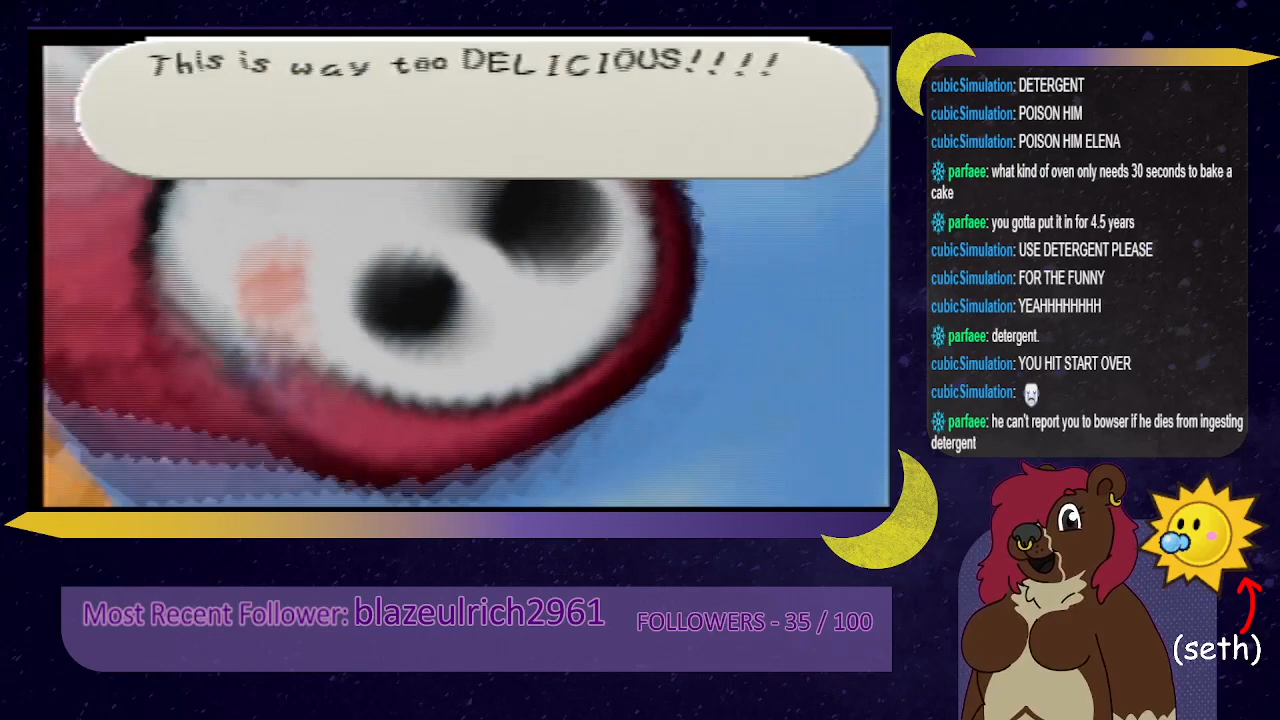 This is way too DELICIOUS!!!!
cubicSimulation: DETERGENT
cubicSimulation: POISON HIM
cubicSimulation: POISON HIM ELENA
parfaee: what kind of oven only needs 30 seconds to bake a
cake
parfaee: you gotta put it in for 4.5 years
cubicSimulation: USE DETERGENT PLEASE
cubicSimulation: FOR THE FUNNY
cubicSimulation: YEAHHHHHHHH
parfaee: detergent.
cubicSimulation: YOU HIT START OVER
cubicSimulation:
parfaee: he can't report you to bowser if he dies from ingesting
detergent
Most Recent Follower: blazeulrich2961
FOLLOWERS - 35 / 100
(seth)